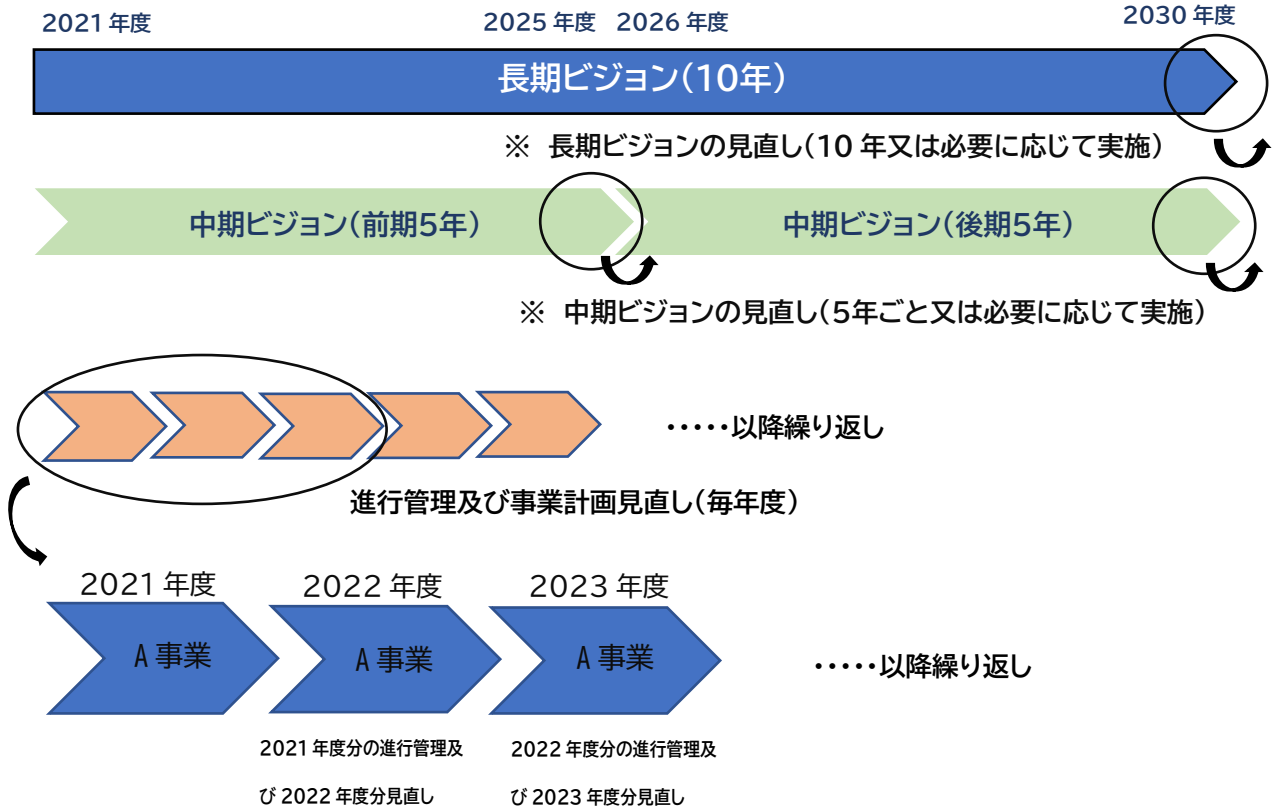 2021 年度
2025 年度 2026 年度
2030 年度
長期ビジョン(10年)
※ 長期ビジョンの見直し(10 年又は必要に応じて実施)
中期ビジョン(前期5年)
中期ビジョン(後期5年)
※ 中期ビジョンの見直し(5年ごと又は必要に応じて実施)
・・・・・以降繰り返し
進行管理及び事業計画見直し(毎年度)
2021 年度
2022 年度
2023 年度
A 事業
A 事業
A 事業
・・・・・以降繰り返し
2021 年度分の進行管理及
び 2022 年度分見直し
2022 年度分の進行管理及
び 2023 年度分見直し